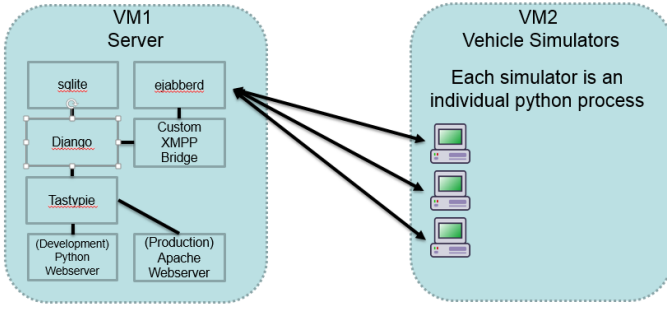 VM1
Server
sqlite
ejabberd
Django
Custom
XMPP
Bridge
Tastypie
(Development)
Python
Webserver
(Production)
Apache
Webserver
VM2
Vehicle Simulators
Each simulator is an
individual python process